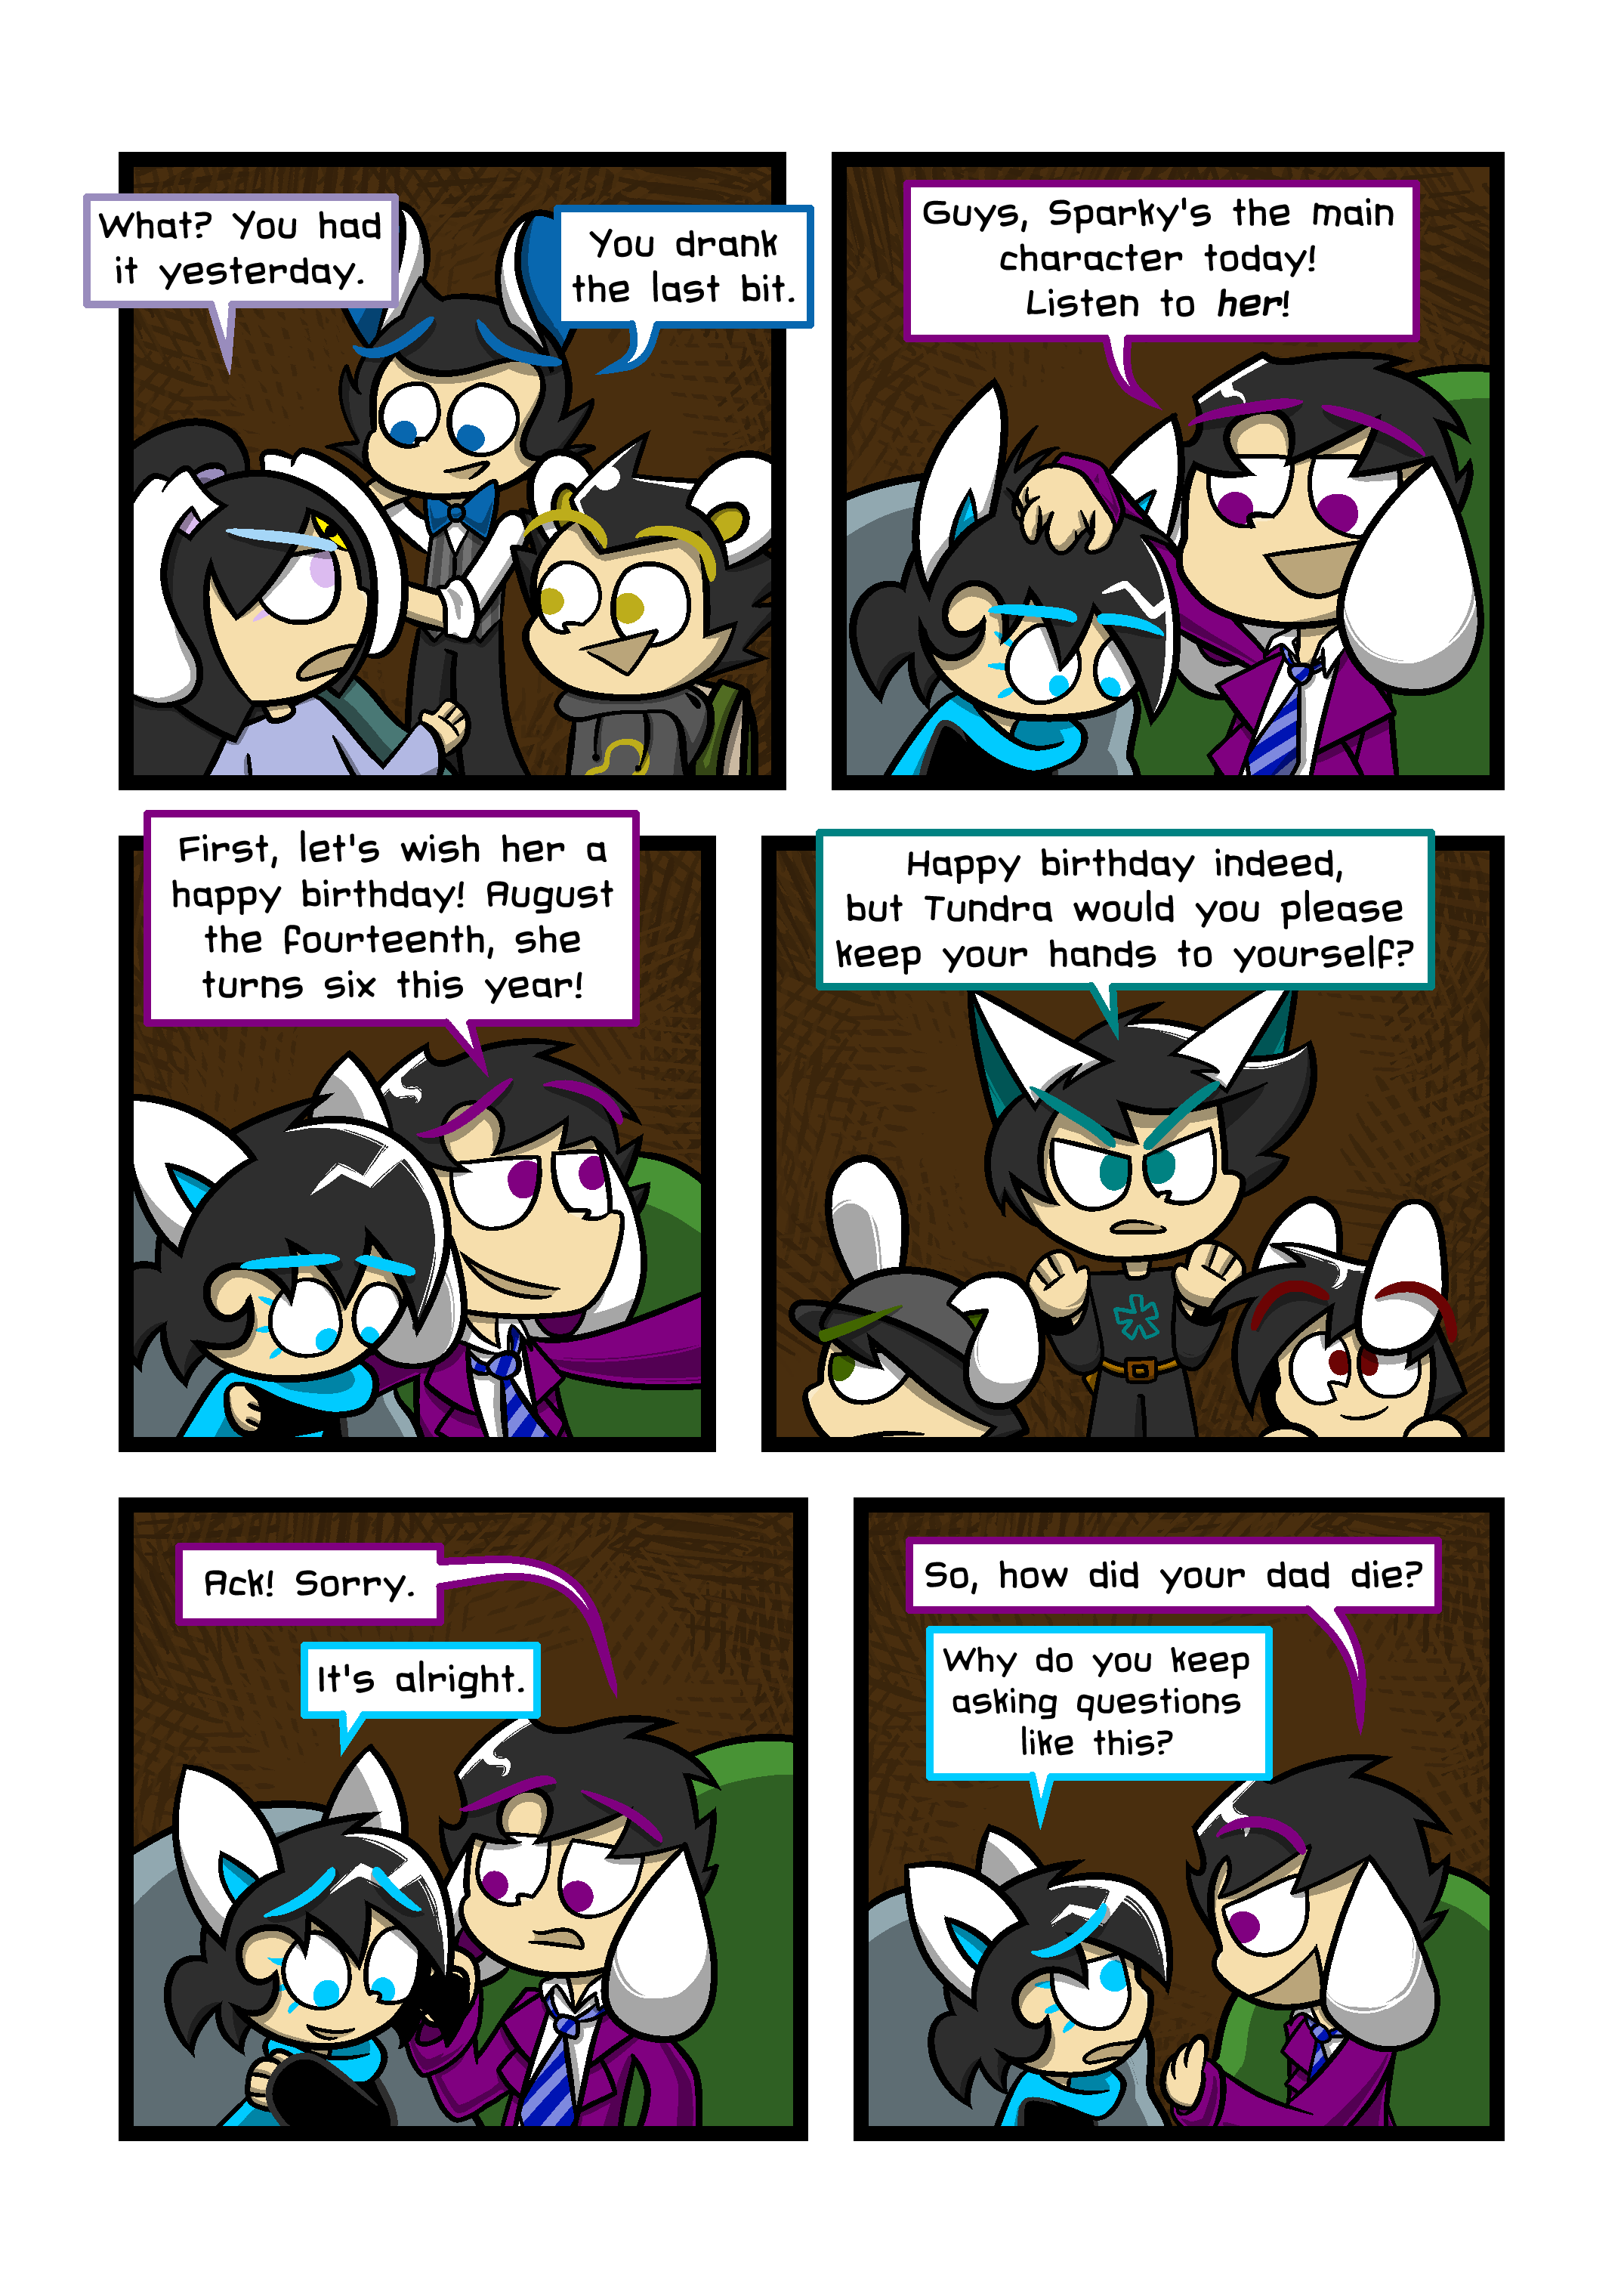 What? You had
it yesterday.
You drank
the last bit.
Guys, Sparky's the main
character today!
Listen to her!
First, let's wish her a
happy birthday! August
the fourteenth, she
turns six this year!
Happy birthday indeed,
but Tundra would you please
keep your hands to yourself?
Ack! Sorry.
It's alright.
So, how did your dad die?
Why do you keep
asking questions
like this?